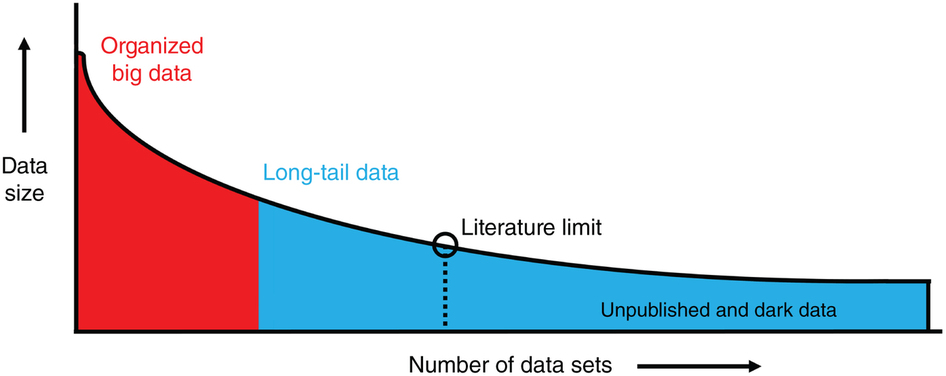 Organized
big data
Data
size
Long-tail data
Literature limit
Unpublished and dark data
Number of data sets